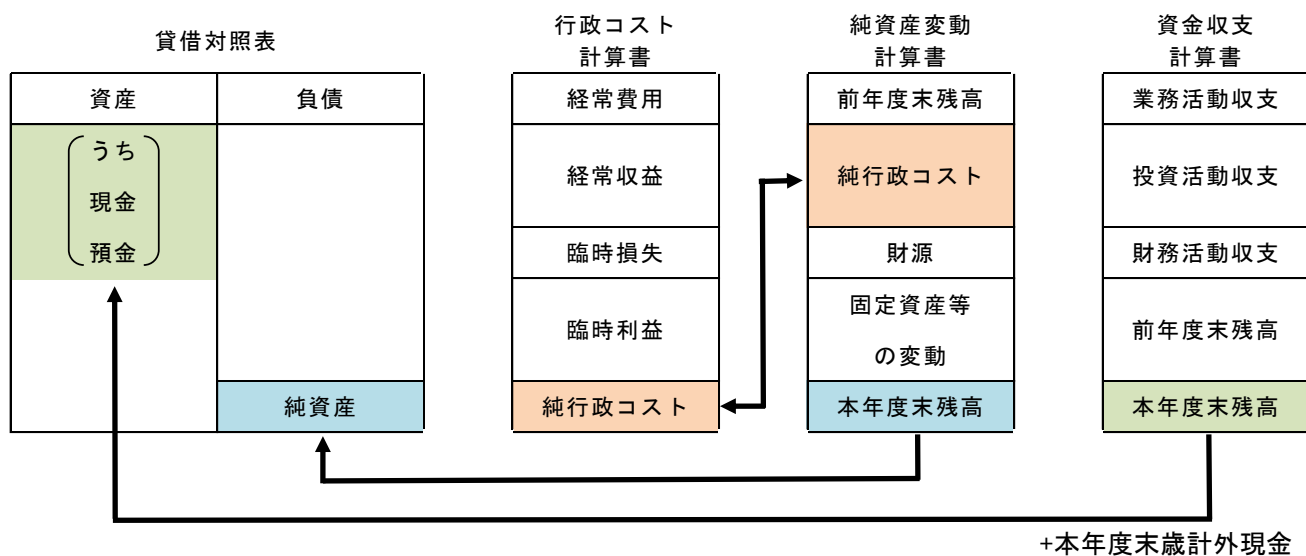 貸借対照表
資産
負債
うち
現金
預金
純資産
行政コスト
計算書
経常費用
経常収益
臨時損失
臨時利益
純行政コスト
純資産変動
計算書
前年度末残高
純行政コスト
財源
固定資産等
の変動
本年度末残高
資金収支
計算書
業務活動収支
投資活動収支
財務活動収支
前年度末残高
本年度末残高
+本年度末歳計外現金